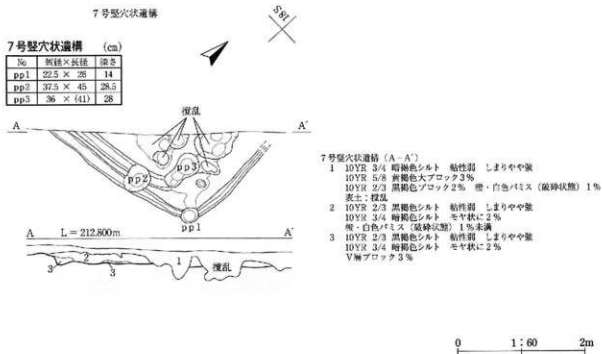 7号竪穴状遺構
18S
7号竪穴状遺構 (cm)
No 短径×長径 深さ
pp1 22.5 × 26 14
pp2 37.5 × 45 28.5
pp3 36 × (41) 28
撹乱
A A'
pp3
pp2
pp1
A L=212.800m A'
2 1 撹乱
3 3
7号竪穴状遺構 (A-A')
1 10YR 3/4 暗褐色シルト 粘性弱 しまりやや強
10YR 5/8 黄褐色大ブロック3%
10YR 2/3 黒褐色ブロック2% 橙・白色パミス(破砕状態)1%
表土:撹乱
2 10YR 2/3 黒褐色シルト 粘性弱 しまりやや強
10YR 3/4 暗褐色シルト モヤ状に2%
橙・白色パミス(破砕状態)1%未満
3 10YR 2/3 黒褐色シルト 粘性弱 しまりやや強
10YR 3/4 暗褐色シルト モヤ状に2%
V層ブロック3%
0 1:60 2m